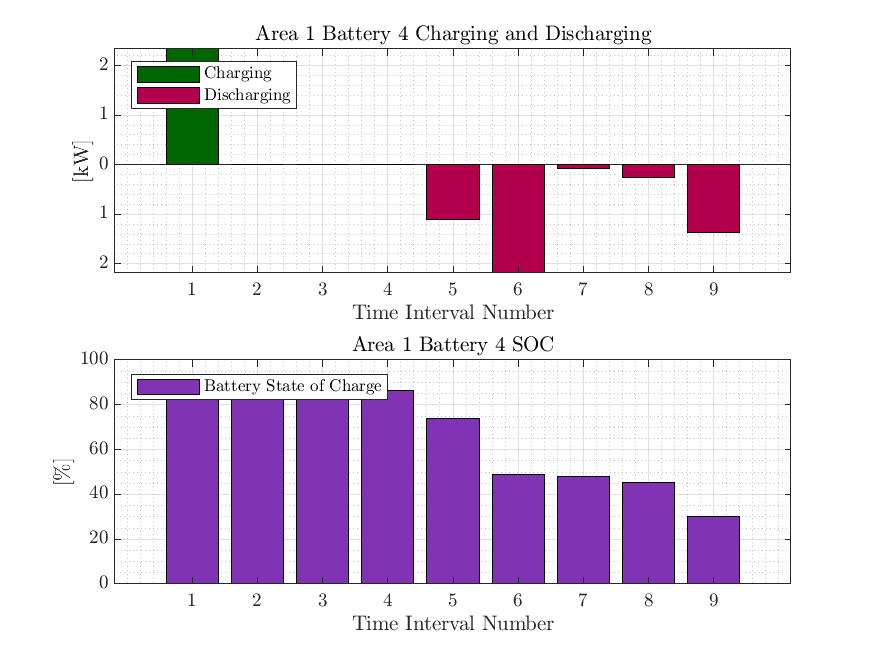 Area 1 Battery 4 Charging and Discharging
2
Charging
Discharging
1
0
[kW]
1
2
1 2 3 4 5 6 7 8 9
Time Interval Number
Area 1 Battery 4 SOC
100
Battery State of Charge
80
60
[%]
40
20
0
1 2 3 4 5 6 7 8 9
Time Interval Number